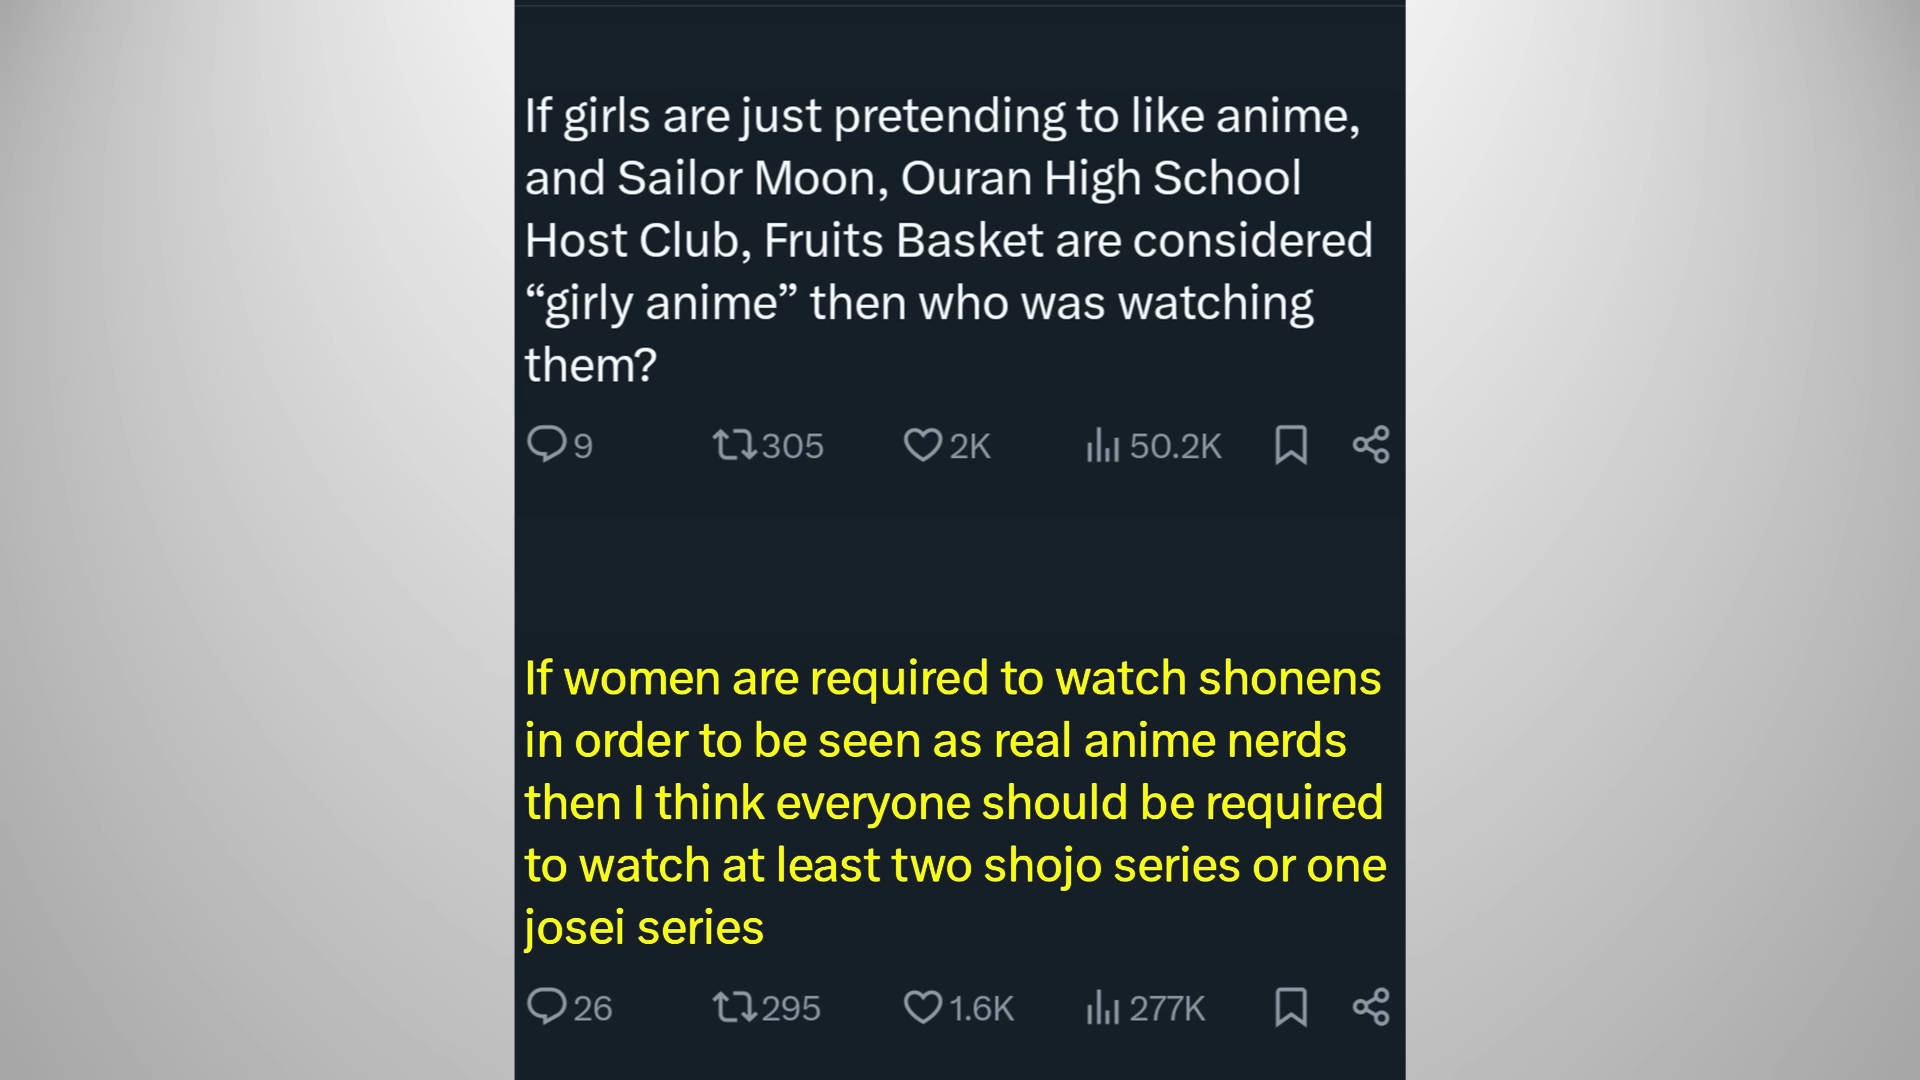 If girls are just pretending to like anime,
and Sailor Moon, Ouran High School
Host Club, Fruits Basket are considered
“girly anime” then who was watching
them?
9 305 2K 50.2K
If women are required to watch shonens
in order to be seen as real anime nerds
then I think everyone should be required
to watch at least two shojo series or one
josei series
26 295 1.6K 277K